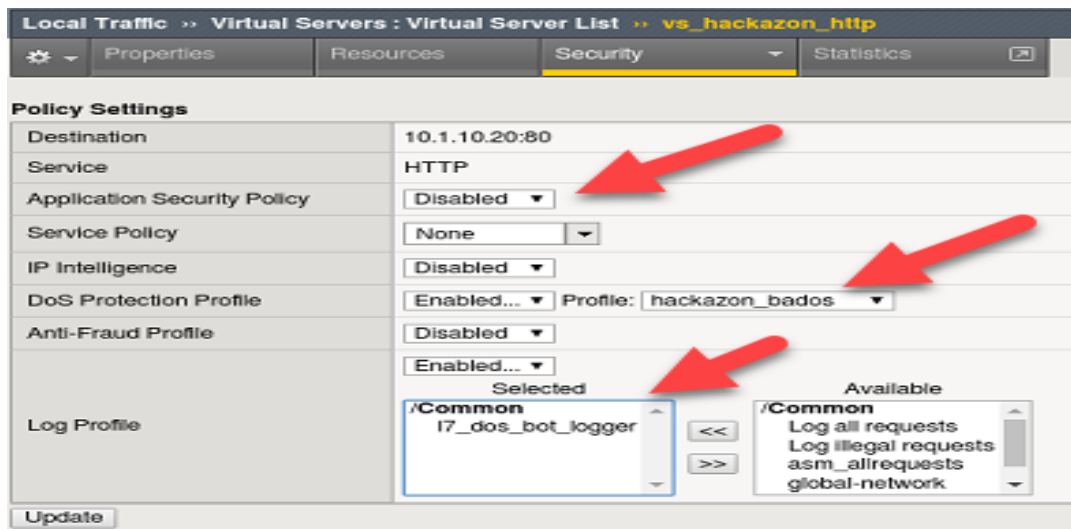 Local Traffic ›› Virtual Servers : Virtual Server List ›› vs_hackazon_http
Properties Resources Security Statistics
Policy Settings
Destination 10.1.10.20:80
Service HTTP
Application Security Policy Disabled
Service Policy None
IP Intelligence Disabled
DoS Protection Profile Enabled... Profile: hackazon_bados
Anti-Fraud Profile Disabled
Log Profile Enabled...
Selected Available
/Common /Common
l7_dos_bot_logger Log all requests
<< Log illegal requests
>> asm_allrequests
global-network
Update